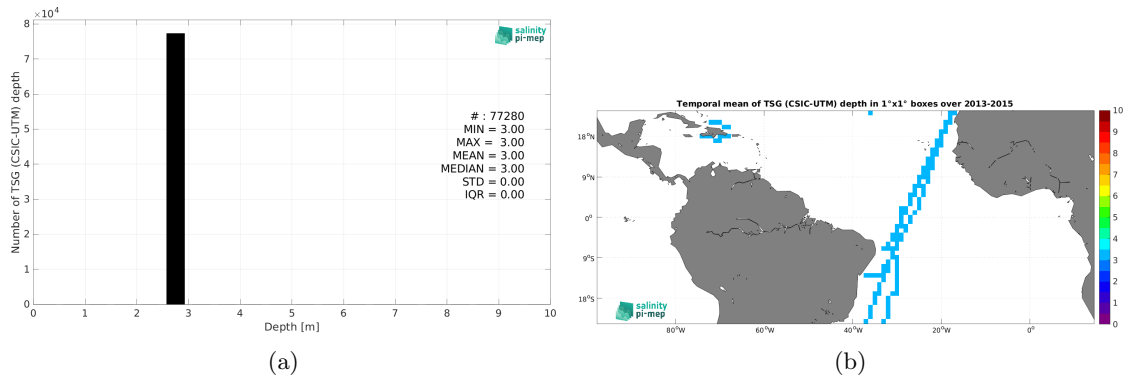 ×10⁴
8
7
6
5
4
3
2
1
0
Number of TSG (CSIC-UTM) depth
salinity
pi-mep
# : 77280
MIN = 3.00
MAX = 3.00
MEAN = 3.00
MEDIAN = 3.00
STD = 0.00
IQR = 0.00
0 1 2 3 4 5 6 7 8 9 10
Depth [m]
(a)
Temporal mean of TSG (CSIC-UTM) depth in 1°x1° boxes over 2013-2015
18°N
9°N
0°
9°S
18°S
80°W 60°W 40°W 20°W 0°
salinity
pi-mep
10
9
8
7
6
5
4
3
2
1
0
(b)